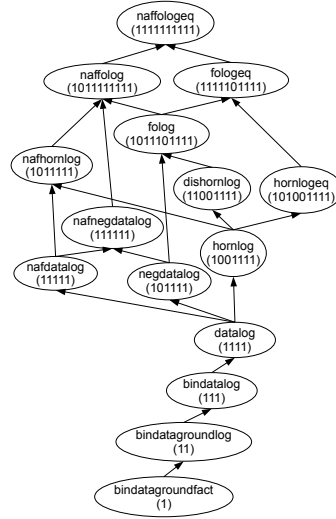 naffologeq
(1111111111)
naffolog
(1011111111)
fologeq
(1111101111)
folog
(1011101111)
nafhornlog
(1011111)
dishornlog
(11001111)
hornlogeq
(101001111)
nafnegdatalog
(111111)
hornlog
(1001111)
nafdatalog
(11111)
negdatalog
(101111)
datalog
(1111)
bindatalog
(111)
bindatagroundlog
(11)
bindatagroundfact
(1)